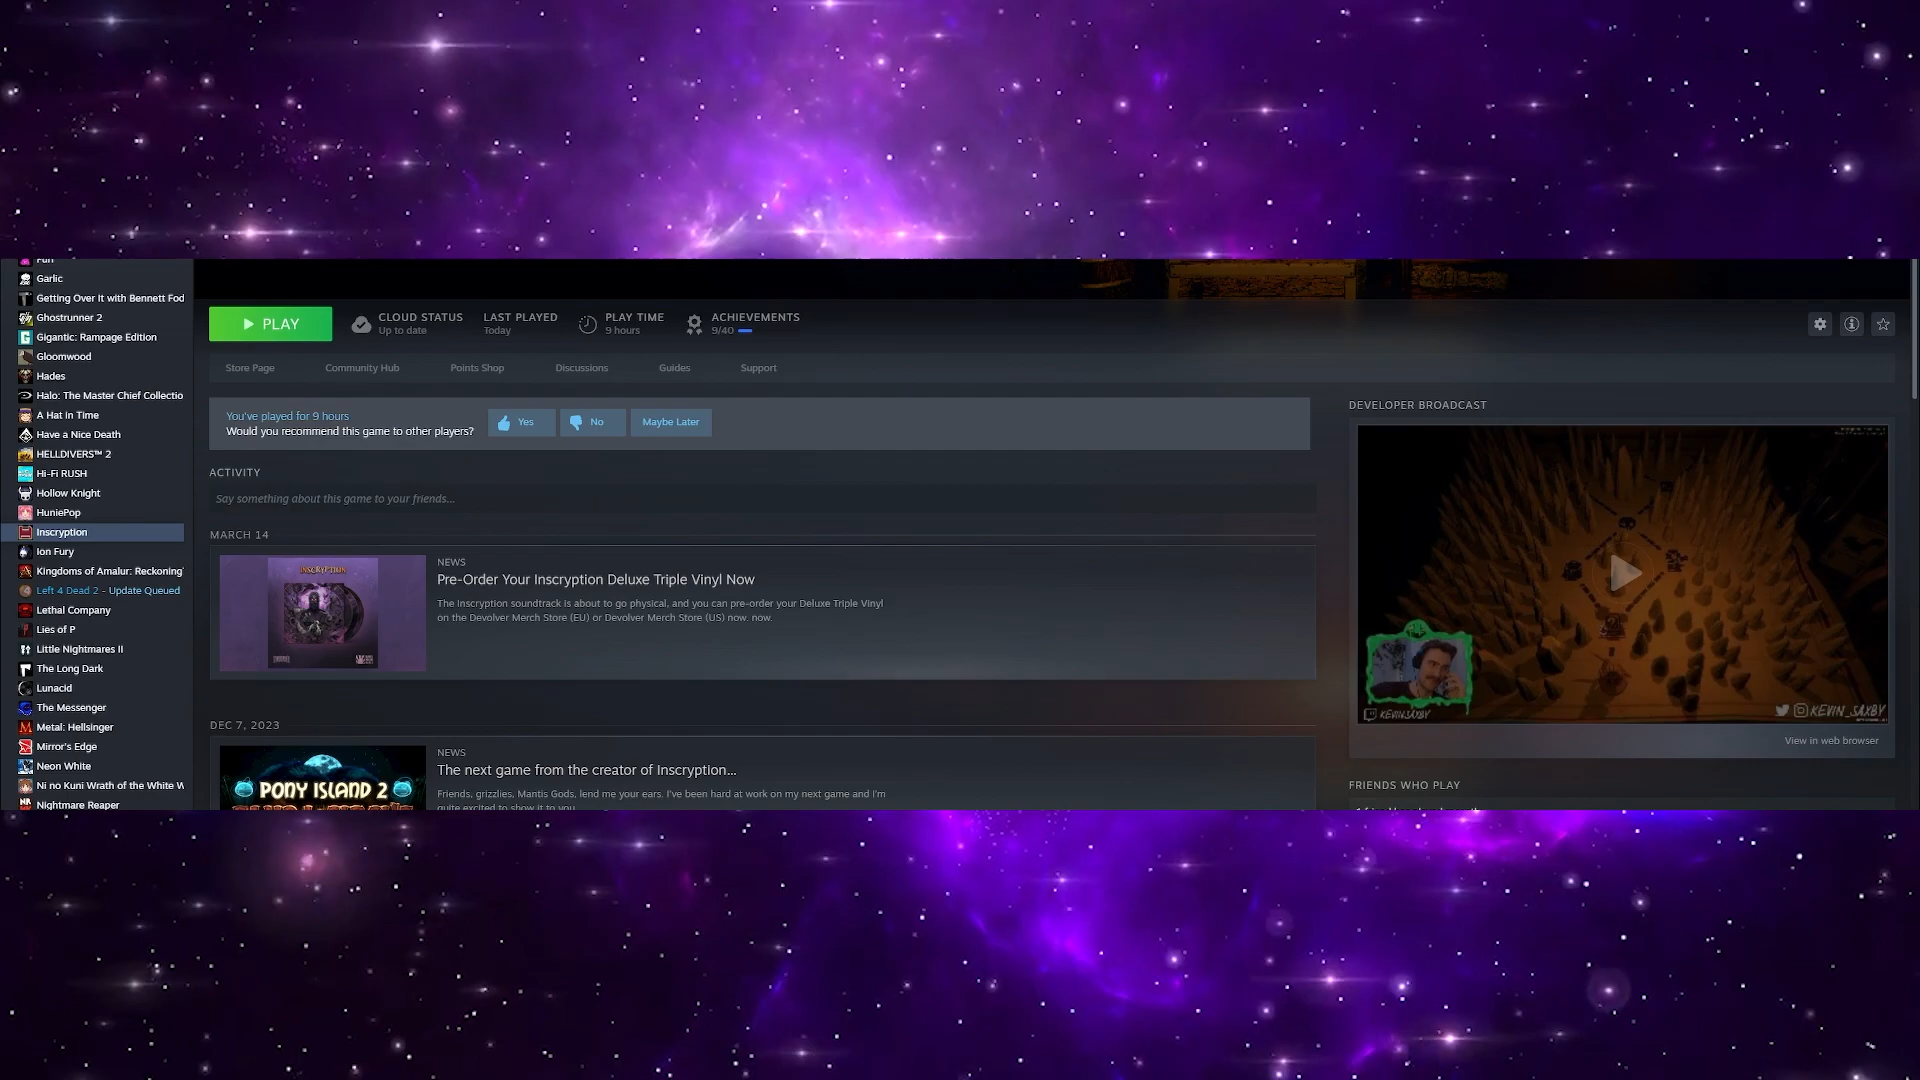 Garlic
Getting Over It with Bennett Fod
Ghostrunner 2
Gigantic: Rampage Edition
Gloomwood
Hades
Halo: The Master Chief Collectio
A Hat in Time
Have a Nice Death
HELLDIVERS™ 2
Hi-Fi RUSH
Hollow Knight
HuniePop
Inscryption
Ion Fury
Kingdoms of Amalur: Reckoning
Left 4 Dead 2 - Update Queued
Lethal Company
Lies of P
Little Nightmares II
The Long Dark
Lunacid
The Messenger
Metal: Hellsinger
Mirror's Edge
Neon White
Ni no Kuni Wrath of the White W
Nightmare Reaper
PLAY
CLOUD STATUS
Up to date
LAST PLAYED
Today
PLAY TIME
9 hours
ACHIEVEMENTS
9/40
Store Page
Community Hub
Points Shop
Discussions
Guides
Support
You've played for 9 hours
Would you recommend this game to other players?
Yes
No
Maybe Later
ACTIVITY
Say something about this game to your friends...
MARCH 14
INSCRYPTION
NEWS
Pre-Order Your Inscryption Deluxe Triple Vinyl Now
The Inscryption soundtrack is about to go physical, and you can pre-order your Deluxe Triple Vinyl
on the Devolver Merch Store (EU) or Devolver Merch Store (US) now. now.
DEC 7, 2023
PONY ISLAND 2
NEWS
The next game from the creator of Inscryption...
Friends, grizzlies, Mantis Gods, lend me your ears. I've been hard at work on my next game and I'm
quite excited to show it to you
DEVELOPER BROADCAST
KEVINSAXBY
KEVIN_SAXBY
View in web browser
FRIENDS WHO PLAY